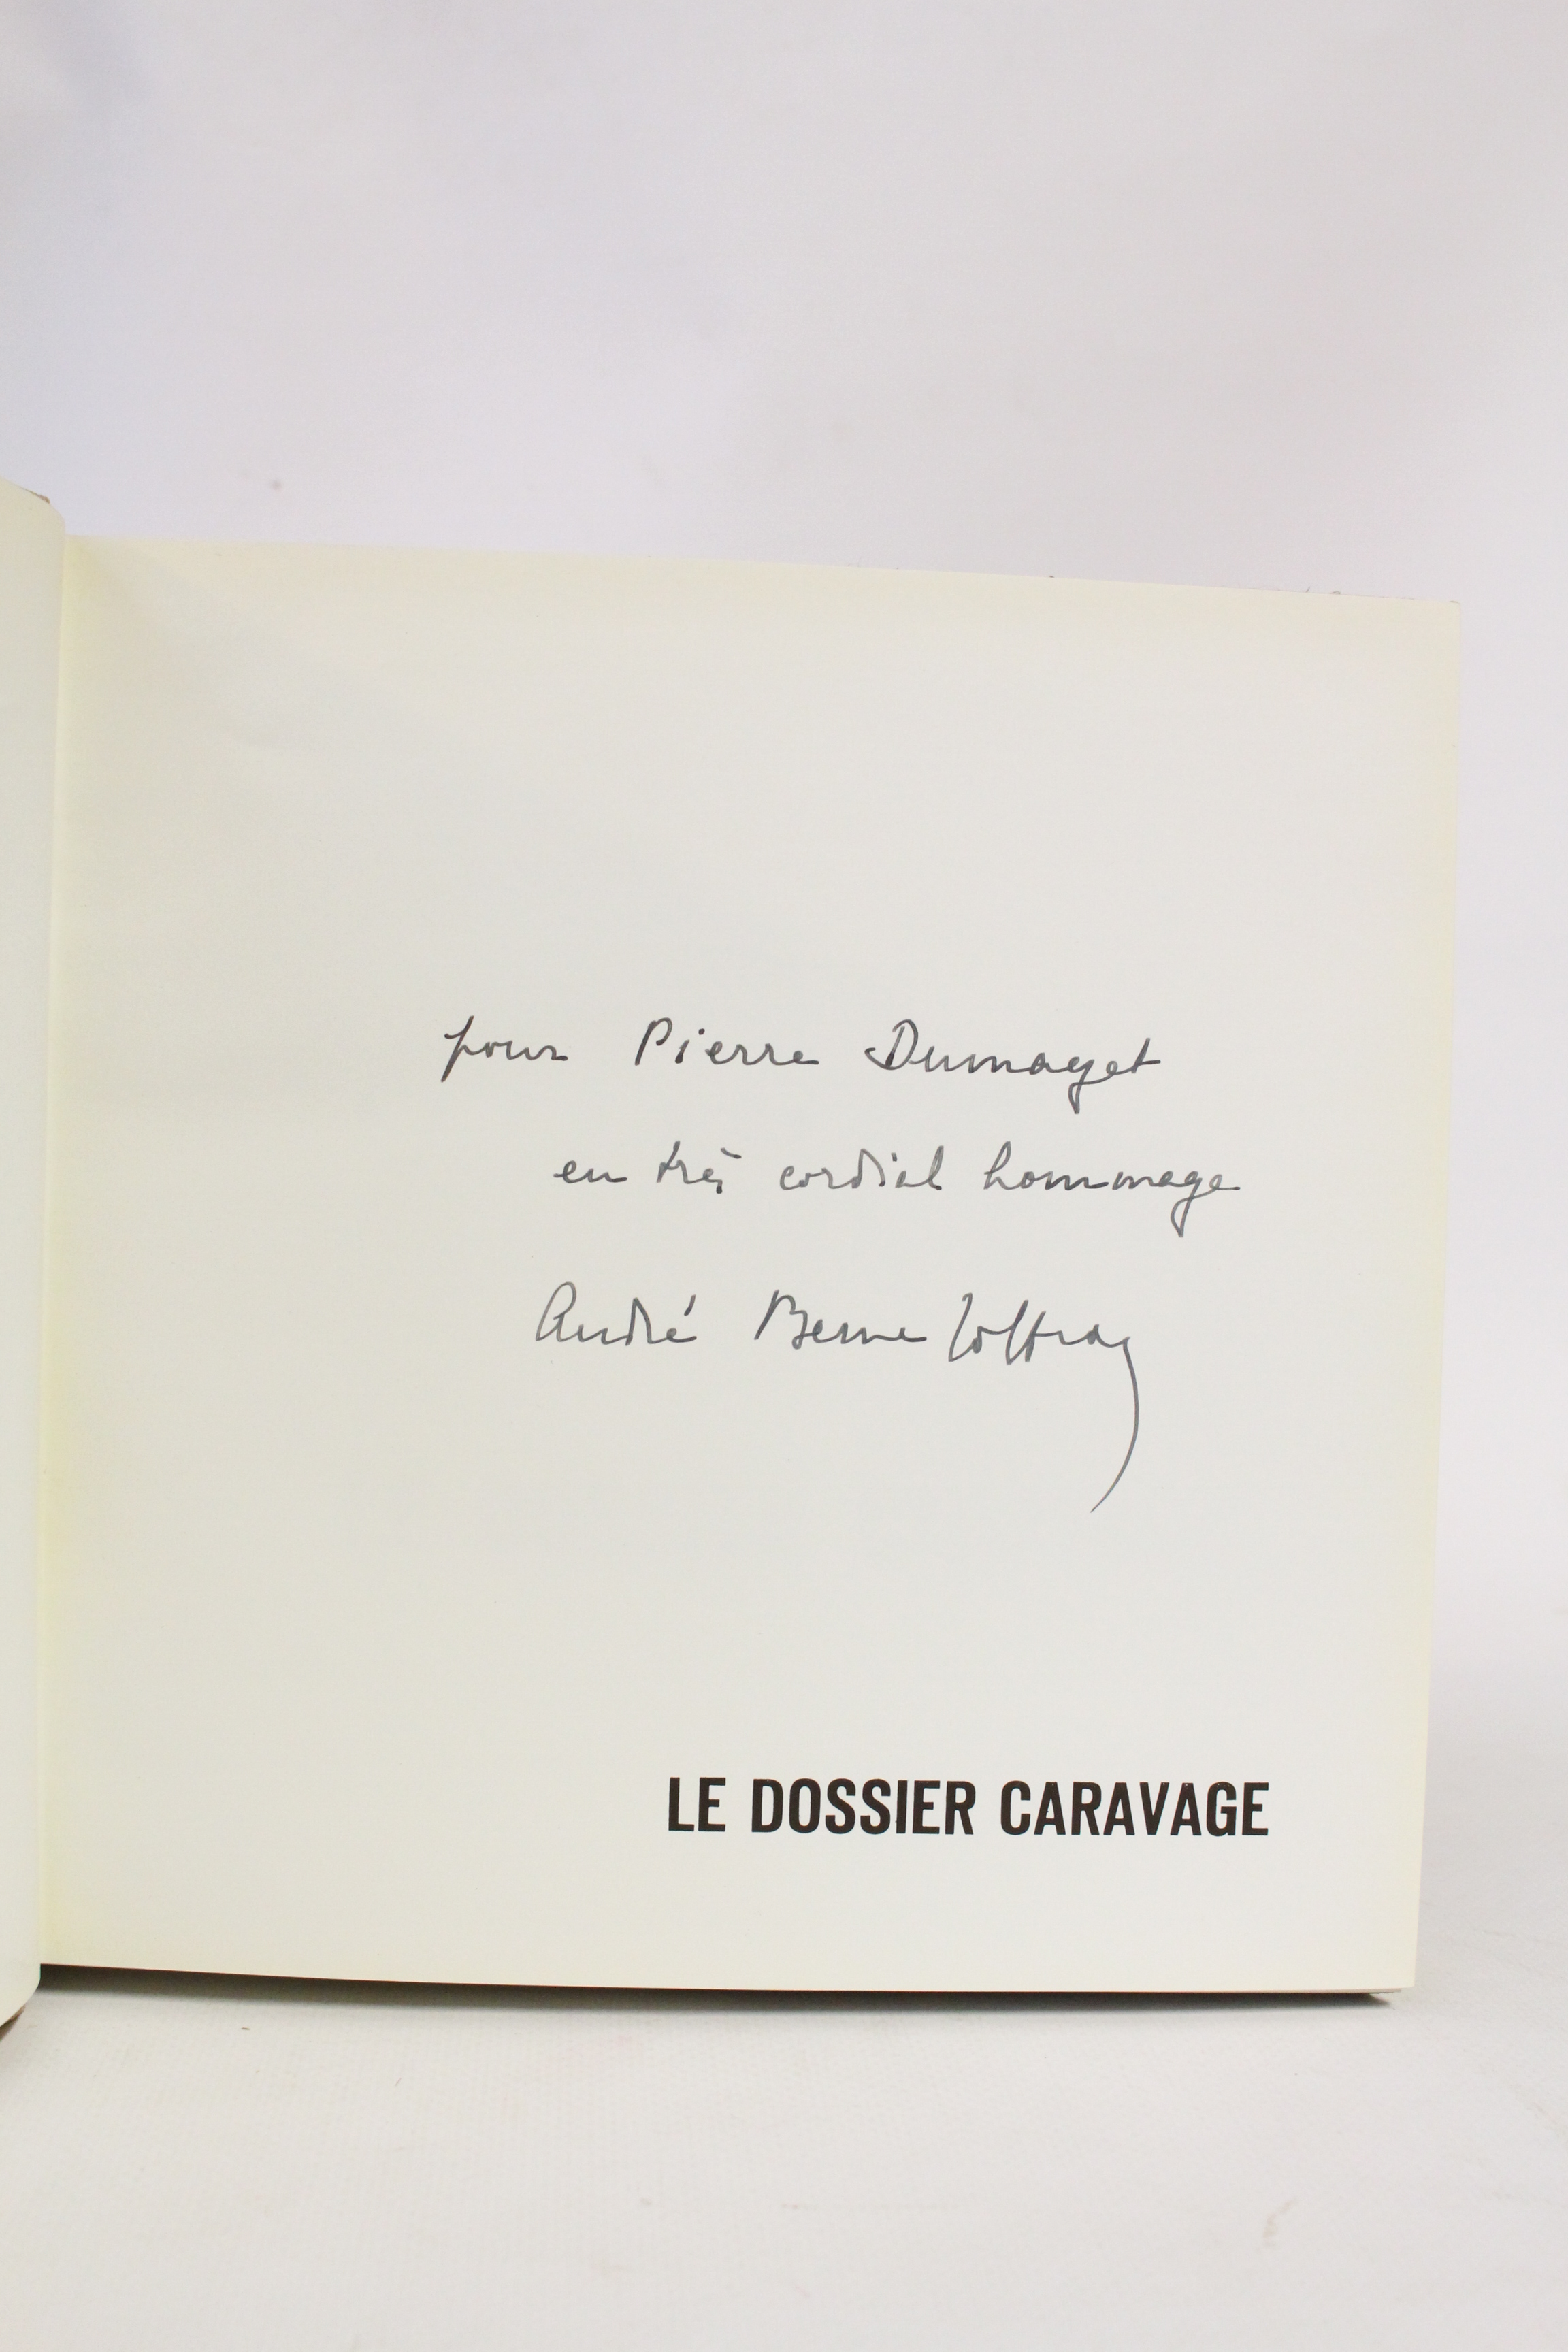 pour Pierre Dumayet
en très cordial hommage
André Berne Joffroy
LE DOSSIER CARAVAGE